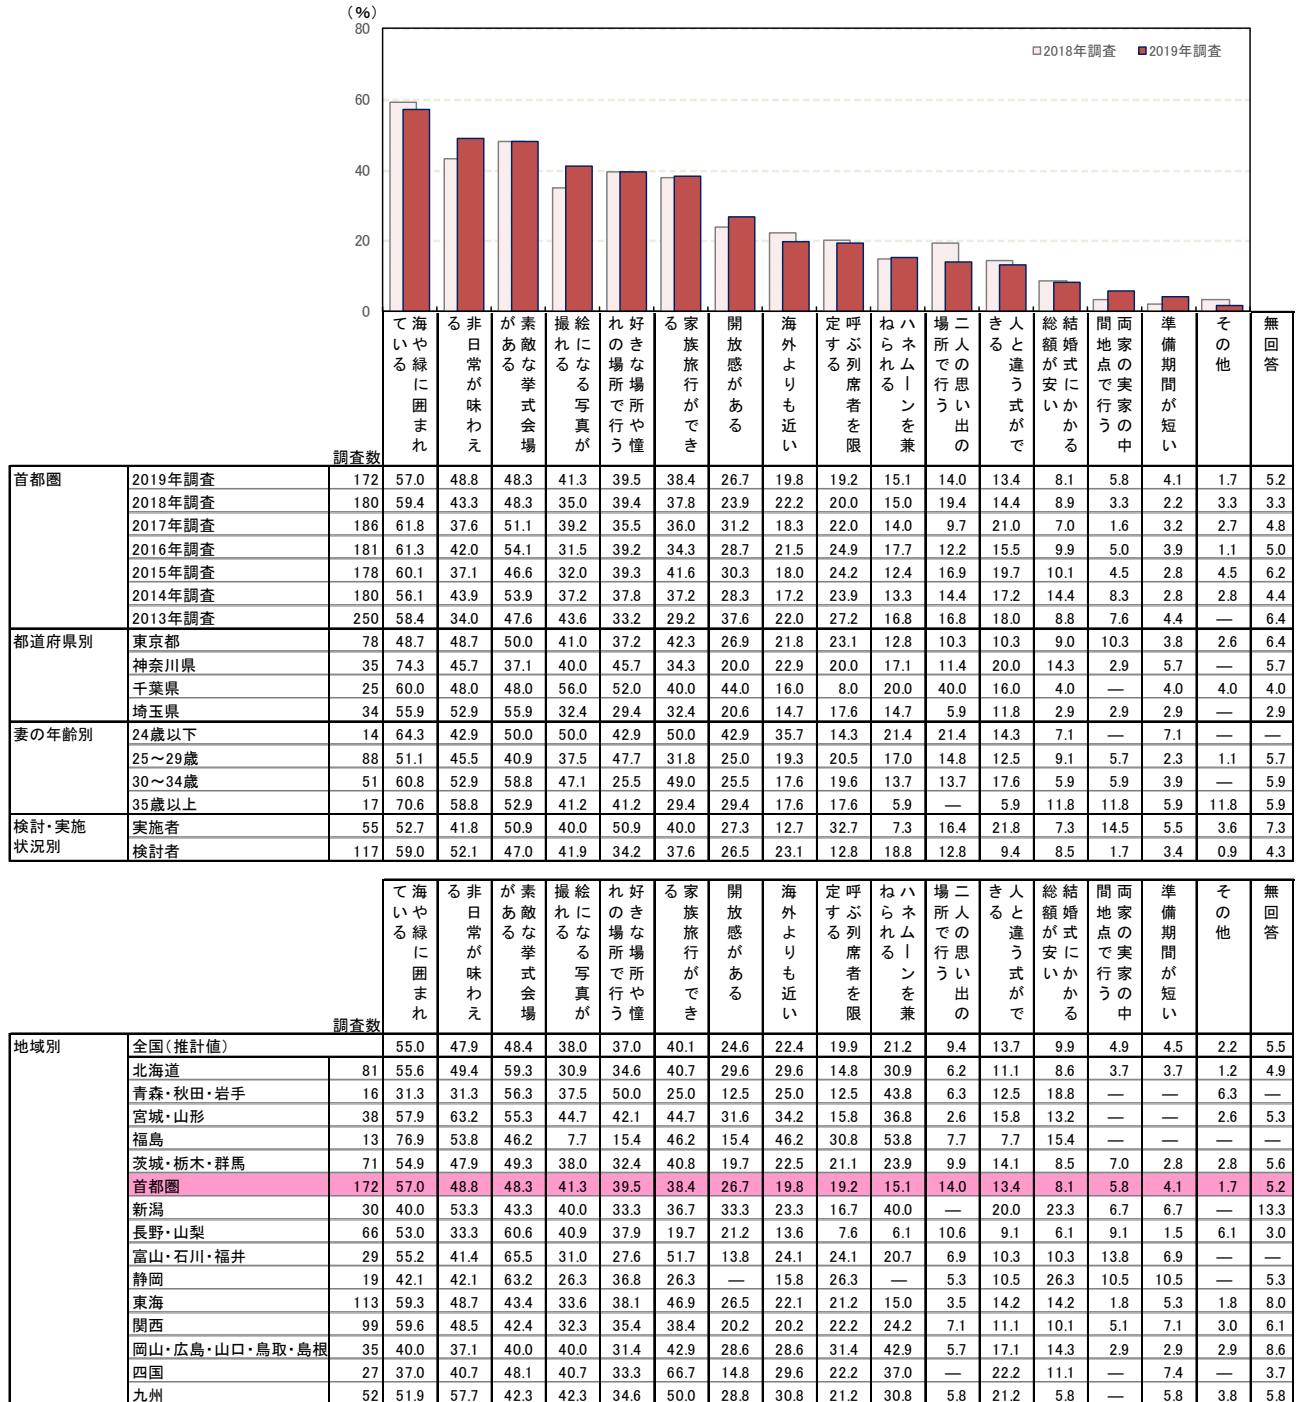 (%)
80
60
40
20
0
2018年調査 2019年調査
調査数 海や緑に囲まれている 非日常が味わえる 素敵な挙式会場がある 絵になる写真が撮れる 好きな場所や憧れの場所で行う 家族旅行ができる 開放感がある 海外よりも近い 呼ぶ列席者を限定する ハネムーンを兼ねられる 二人の思い出の場所で行う 人と違う式ができる 結婚式にかかる総額が安い 両家の実家の中間地点で行う 準備期間が短い その他 無回答
首都圏 2019年調査 172 57.0 48.8 48.3 41.3 39.5 38.4 26.7 19.8 19.2 15.1 14.0 13.4 8.1 5.8 4.1 1.7 5.2
2018年調査 180 59.4 43.3 48.3 35.0 39.4 37.8 23.9 22.2 20.0 15.0 19.4 14.4 8.9 3.3 2.2 3.3 3.3
2017年調査 186 61.8 37.6 51.1 39.2 35.5 36.0 31.2 18.3 22.0 14.0 9.7 21.0 7.0 1.6 3.2 2.7 4.8
2016年調査 181 61.3 42.0 54.1 31.5 39.2 34.3 28.7 21.5 24.9 17.7 12.2 15.5 9.9 5.0 3.9 1.1 5.0
2015年調査 178 60.1 37.1 46.6 32.0 39.3 41.6 30.3 18.0 24.2 12.4 16.9 19.7 10.1 4.5 2.8 4.5 6.2
2014年調査 180 56.1 43.9 53.9 37.2 37.8 37.2 28.3 17.2 23.9 13.3 14.4 17.2 14.4 8.3 2.8 2.8 4.4
2013年調査 250 58.4 34.0 47.6 43.6 33.2 29.2 37.6 22.0 27.2 16.8 16.8 18.0 8.8 7.6 4.4 — 6.4
都道府県別 東京都 78 48.7 48.7 50.0 41.0 37.2 42.3 26.9 21.8 23.1 12.8 10.3 10.3 9.0 10.3 3.8 2.6 6.4
神奈川県 35 74.3 45.7 37.1 40.0 45.7 34.3 20.0 22.9 20.0 17.1 11.4 20.0 14.3 2.9 5.7 — 5.7
千葉県 25 60.0 48.0 48.0 56.0 52.0 40.0 44.0 16.0 8.0 20.0 40.0 16.0 4.0 — 4.0 4.0 4.0
埼玉県 34 55.9 52.9 55.9 32.4 29.4 32.4 20.6 14.7 17.6 14.7 5.9 11.8 2.9 2.9 2.9 — 2.9
妻の年齢別 24歳以下 14 64.3 42.9 50.0 50.0 42.9 50.0 42.9 35.7 14.3 21.4 21.4 14.3 7.1 — 7.1 — —
25~29歳 88 51.1 45.5 40.9 37.5 47.7 31.8 25.0 19.3 20.5 17.0 14.8 12.5 9.1 5.7 2.3 1.1 5.7
30~34歳 51 60.8 52.9 58.8 47.1 25.5 49.0 25.5 17.6 19.6 13.7 13.7 17.6 5.9 5.9 3.9 — 5.9
35歳以上 17 70.6 58.8 52.9 41.2 41.2 29.4 29.4 17.6 17.6 5.9 — 5.9 11.8 11.8 5.9 11.8 5.9
検討・実施状況別 実施者 55 52.7 41.8 50.9 40.0 50.9 40.0 27.3 12.7 32.7 7.3 16.4 21.8 7.3 14.5 5.5 3.6 7.3
検討者 117 59.0 52.1 47.0 41.9 34.2 37.6 26.5 23.1 12.8 18.8 12.8 9.4 8.5 1.7 3.4 0.9 4.3
調査数 海や緑に囲まれている 非日常が味わえる 素敵な挙式会場がある 絵になる写真が撮れる 好きな場所や憧れの場所で行う 家族旅行ができる 開放感がある 海外よりも近い 呼ぶ列席者を限定する ハネムーンを兼ねられる 二人の思い出の場所で行う 人と違う式ができる 結婚式にかかる総額が安い 両家の実家の中間地点で行う 準備期間が短い その他 無回答
地域別 全国(推計値) 55.0 47.9 48.4 38.0 37.0 40.1 24.6 22.4 19.9 21.2 9.4 13.7 9.9 4.9 4.5 2.2 5.5
北海道 81 55.6 49.4 59.3 30.9 34.6 40.7 29.6 29.6 14.8 30.9 6.2 11.1 8.6 3.7 3.7 1.2 4.9
青森・秋田・岩手 16 31.3 31.3 56.3 37.5 50.0 25.0 12.5 25.0 12.5 43.8 6.3 12.5 18.8 — — 6.3 —
宮城・山形 38 57.9 63.2 55.3 44.7 42.1 44.7 31.6 34.2 15.8 36.8 2.6 15.8 13.2 — — 2.6 5.3
福島 13 76.9 53.8 46.2 7.7 15.4 46.2 15.4 46.2 30.8 53.8 7.7 7.7 15.4 — — — —
茨城・栃木・群馬 71 54.9 47.9 49.3 38.0 32.4 40.8 19.7 22.5 21.1 23.9 9.9 14.1 8.5 7.0 2.8 2.8 5.6
首都圏 172 57.0 48.8 48.3 41.3 39.5 38.4 26.7 19.8 19.2 15.1 14.0 13.4 8.1 5.8 4.1 1.7 5.2
新潟 30 40.0 53.3 43.3 40.0 33.3 36.7 33.3 23.3 16.7 40.0 — 20.0 23.3 6.7 6.7 — 13.3
長野・山梨 66 53.0 33.3 60.6 40.9 37.9 19.7 21.2 13.6 7.6 6.1 10.6 9.1 6.1 9.1 1.5 6.1 3.0
富山・石川・福井 29 55.2 41.4 65.5 31.0 27.6 51.7 13.8 24.1 24.1 20.7 6.9 10.3 10.3 13.8 6.9 — —
静岡 19 42.1 42.1 63.2 26.3 36.8 26.3 — 15.8 26.3 — 5.3 10.5 26.3 10.5 10.5 — 5.3
東海 113 59.3 48.7 43.4 33.6 38.1 46.9 26.5 22.1 21.2 15.0 3.5 14.2 14.2 1.8 5.3 1.8 8.0
関西 99 59.6 48.5 42.4 32.3 35.4 38.4 20.2 20.2 22.2 24.2 7.1 11.1 10.1 5.1 7.1 3.0 6.1
岡山・広島・山口・鳥取・島根 35 40.0 37.1 40.0 40.0 31.4 42.9 28.6 28.6 31.4 42.9 5.7 17.1 14.3 2.9 2.9 2.9 8.6
四国 27 37.0 40.7 48.1 40.7 33.3 66.7 14.8 29.6 22.2 37.0 — 22.2 11.1 — 7.4 — 3.7
九州 52 51.9 57.7 42.3 42.3 34.6 50.0 28.8 30.8 21.2 30.8 5.8 21.2 5.8 — 5.8 3.8 5.8